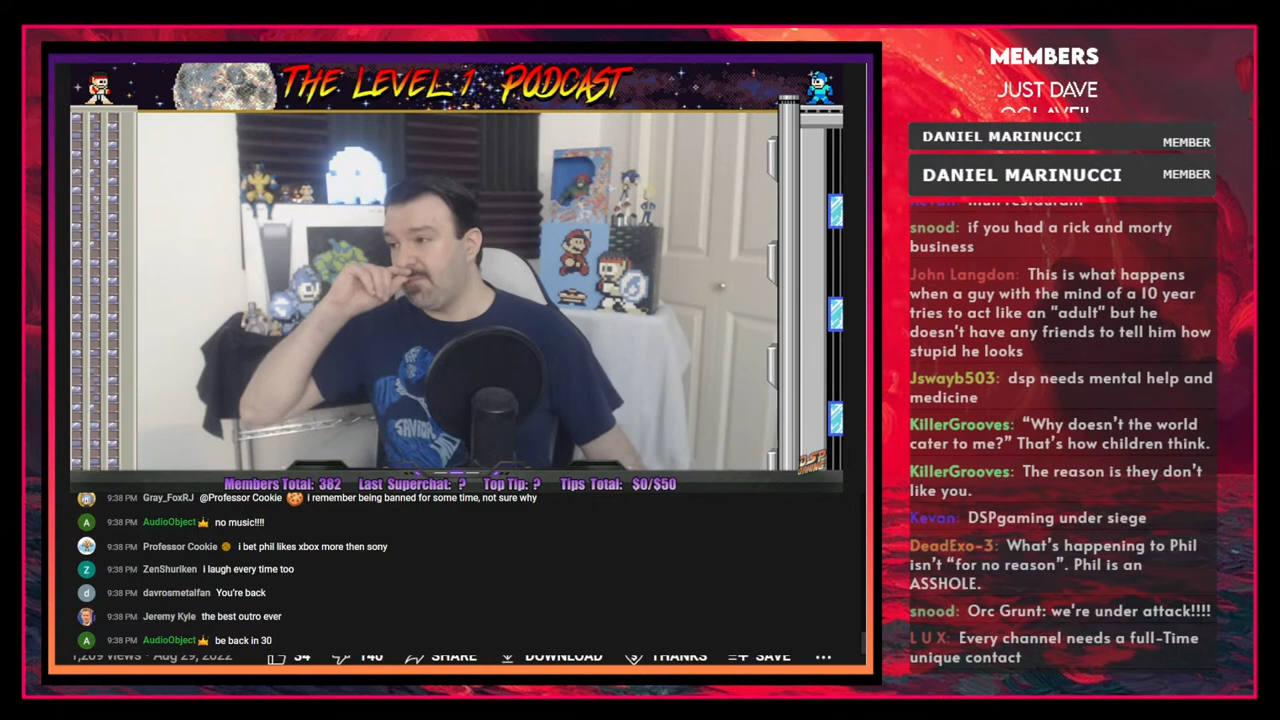 THE LEVEL 1 PODCAST
SAVIOR
DSP
GAMING
Members Total: 382 Last Superchat: ? Top Tip: ? Tips Total: $0/$50
9:38 PM Gray_FoxRJ @Professor Cookie 🍪 i remember being banned for some time, not sure why
A 9:38 PM AudioObject no music!!!!
9:38 PM Professor Cookie i bet phil likes xbox more then sony
Z 9:38 PM ZenShuriken I laugh every time too
d 9:38 PM davrosmetalfan You're back
9:38 PM Jeremy Kyle the best outro ever
A 9:38 PM AudioObject be back in 30
1,209 views · Aug 29, 2022 34 146 SHARE DOWNLOAD THANKS SAVE ...
MEMBERS
JUST DAVE
DANIEL MARINUCCI MEMBER
DANIEL MARINUCCI MEMBER
snood: if you had a rick and morty
business
John Langdon: This is what happens
when a guy with the mind of a 10 year
tries to act like an "adult" but he
doesn't have any friends to tell him how
stupid he looks
Jswayb503: dsp needs mental help and
medicine
KillerGrooves: “Why doesn’t the world
cater to me?” That’s how children think.
KillerGrooves: The reason is they don’t
like you.
Kevan: DSPgaming under siege
DeadExo-3: What’s happening to Phil
isn’t “for no reason”. Phil is an
ASSHOLE.
snood: Orc Grunt: we're under attack!!!!
L U X: Every channel needs a full-Time
unique contact